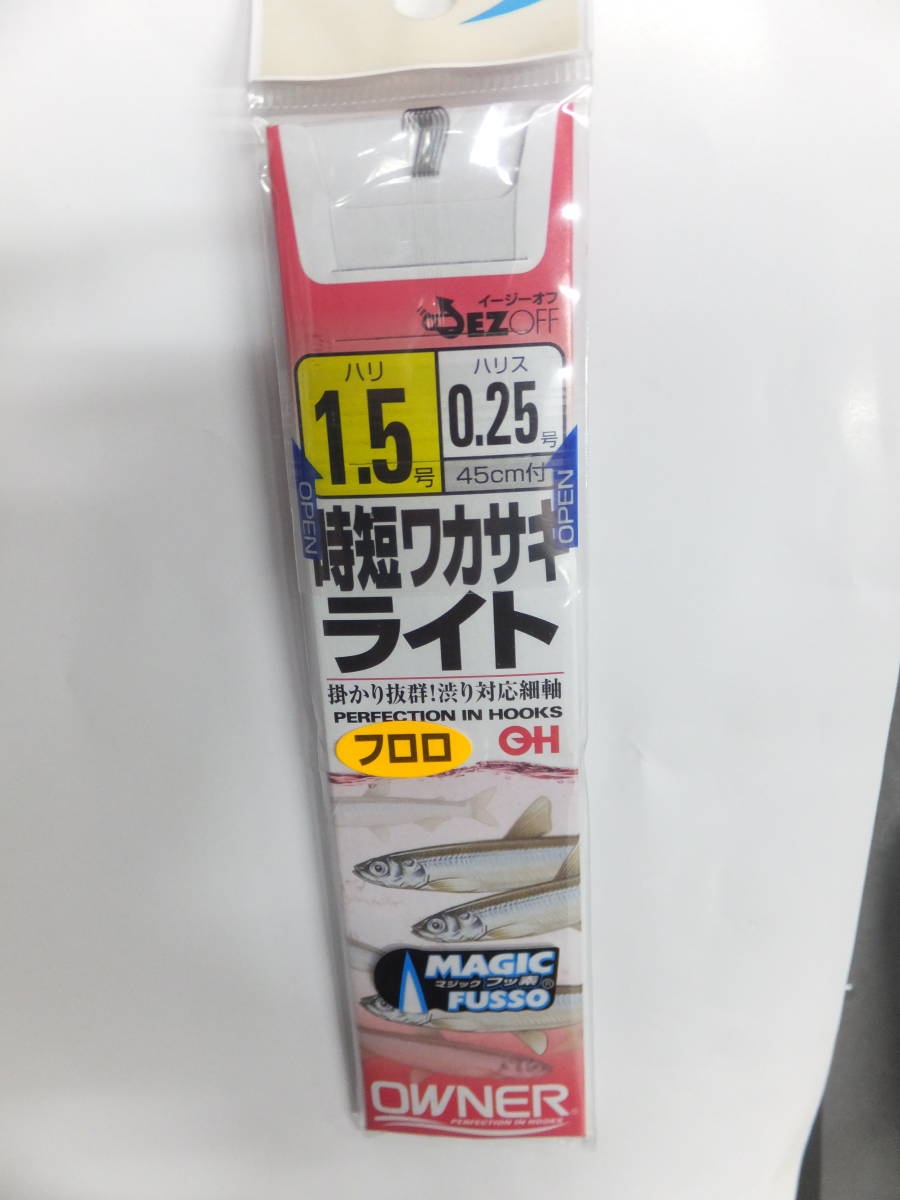 イージーオフ
EZOFF
ハリ
1.5号
ハリス
0.25号
45cm付
OPEN
OPEN
時短ワカサギ
ライト
掛かり抜群!渋り対応細軸
PERFECTION IN HOOKS
フロロ
MAGIC
マジック フッ素®
FUSSO
OWNER®
PERFECTION IN HOOKS